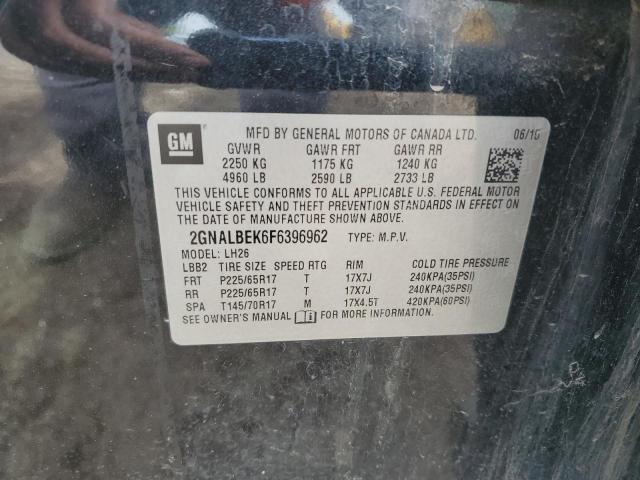 GM
MFD BY GENERAL MOTORS OF CANADA LTD. 06/15
GVWR GAWR FRT GAWR RR
2250 KG 1175 KG 1240 KG
4960 LB 2590 LB 2733 LB
THIS VEHICLE CONFORMS TO ALL APPLICABLE U.S. FEDERAL MOTOR
VEHICLE SAFETY AND THEFT PREVENTION STANDARDS IN EFFECT ON
THE DATE OF MANUFACTURE SHOWN ABOVE.
2GNALBEK6F6396962 TYPE: M.P.V.
MODEL: LH26
LBB2 TIRE SIZE SPEED RTG RIM COLD TIRE PRESSURE
FRT P225/65R17 T 17X7J 240KPA(35PSI)
RR P225/65R17 T 17X7J 240KPA(35PSI)
SPA T145/70R17 M 17X4.5T 420KPA(60PSI)
SEE OWNER'S MANUAL FOR MORE INFORMATION.